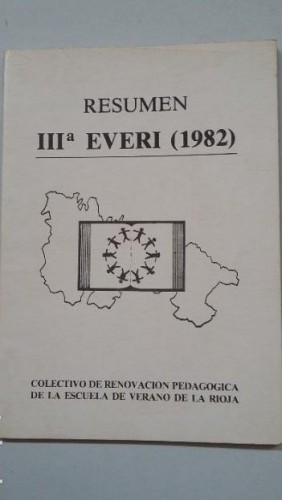 RESUMEN
IIIª EVERI (1982)
COLECTIVO DE RENOVACION PEDAGOGICA
DE LA ESCUELA DE VERANO DE LA RIOJA